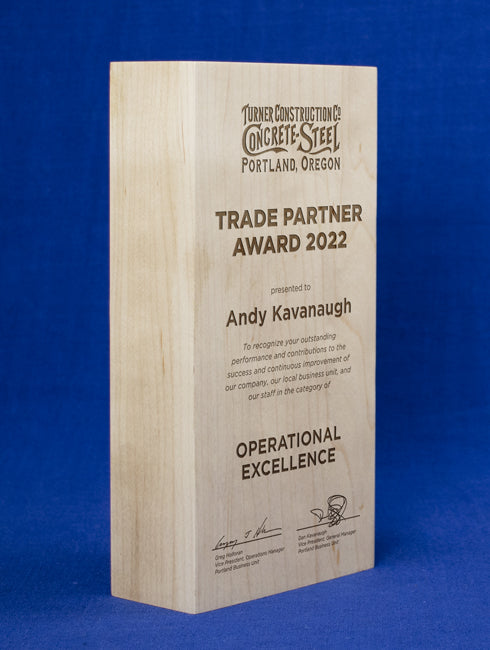 TURNER CONSTRUCTION CO
CONCRETE-STEEL
PORTLAND, OREGON
TRADE PARTNER
AWARD 2022
presented to
Andy Kavanaugh
To recognize your outstanding
performance and contributions to the
success and continuous improvement of
our company, our local business unit, and
our staff in the category of
OPERATIONAL
EXCELLENCE
Greg Holloran
Vice President, Operations Manager
Portland Business Unit
Dan Kavanaugh
Vice President, General Manager
Portland Business Unit